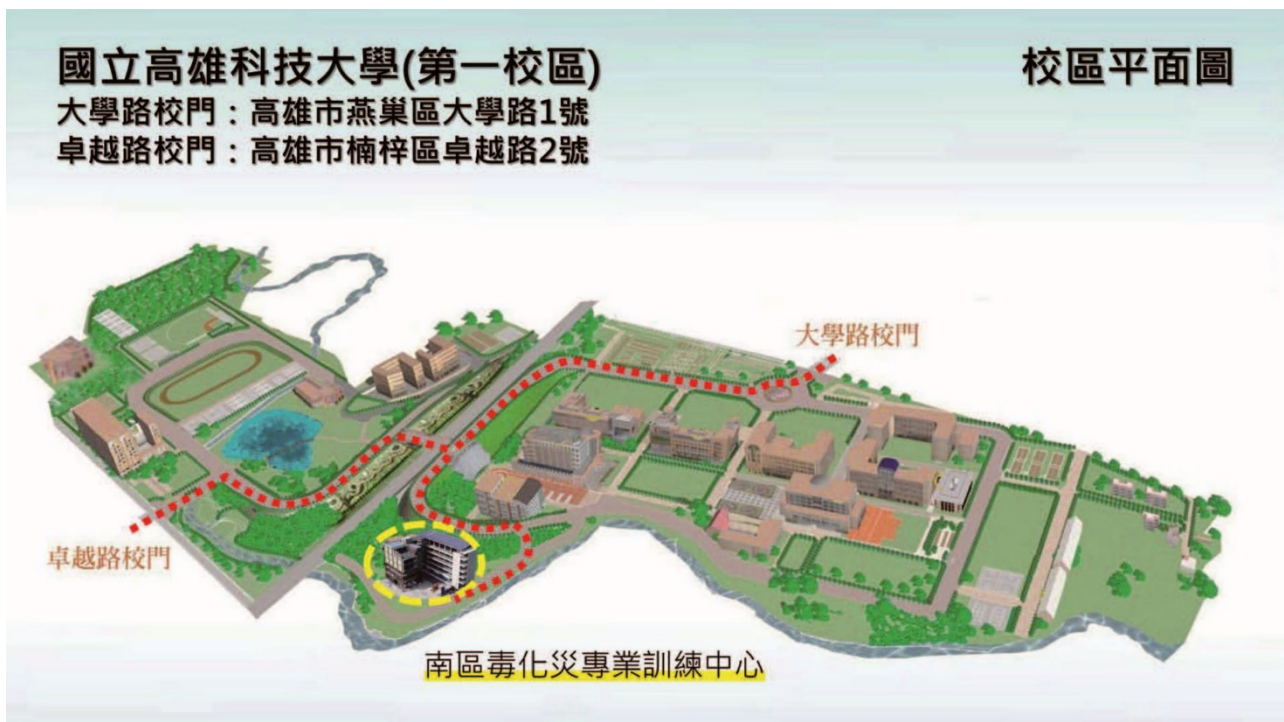 國立高雄科技大學(第一校區)
校區平面圖
大學路校門：高雄市燕巢區大學路1號
卓越路校門：高雄市楠梓區卓越路2號
大學路校門
卓越路校門
南區毒化災專業訓練中心